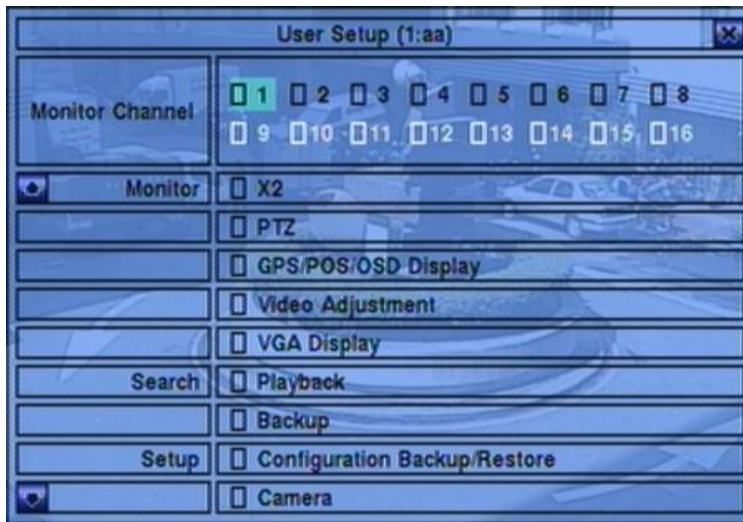 User Setup (1:aa)
Monitor Channel
1 2 3 4 5 6 7 8
9 10 11 12 13 14 15 16
Monitor X2
PTZ
GPS/POS/OSD Display
Video Adjustment
VGA Display
Search Playback
Backup
Setup Configuration Backup/Restore
Camera